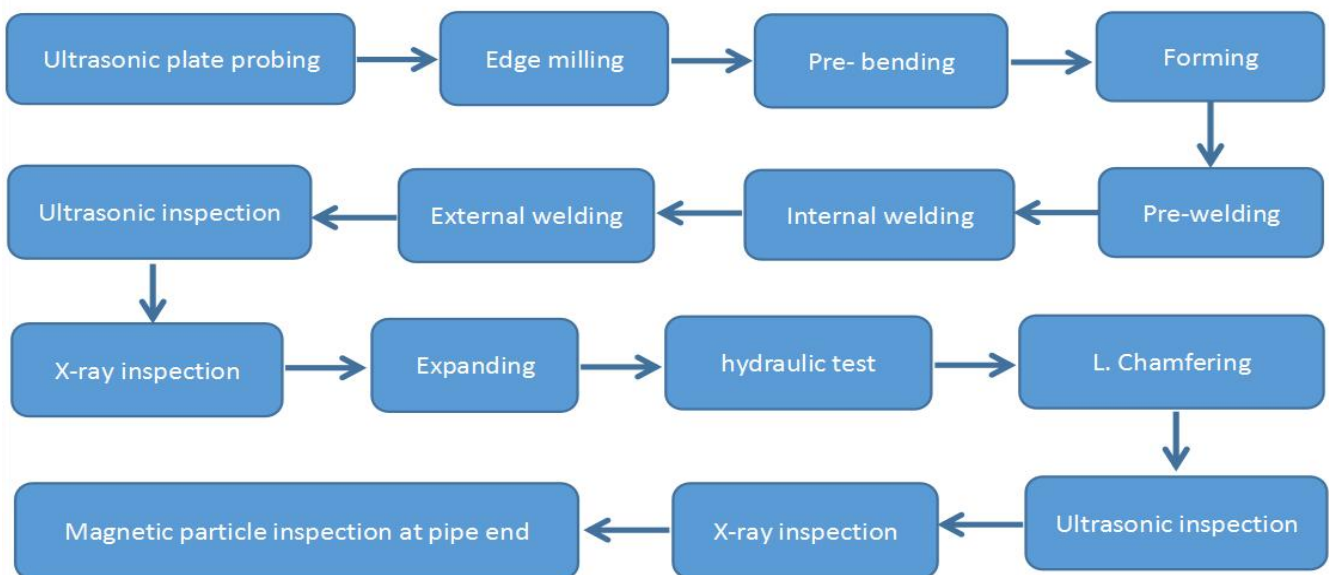 Ultrasonic plate probing
Edge milling
Pre- bending
Forming
Pre-welding
Internal welding
External welding
Ultrasonic inspection
X-ray inspection
Expanding
hydraulic test
L. Chamfering
Ultrasonic inspection
X-ray inspection
Magnetic particle inspection at pipe end